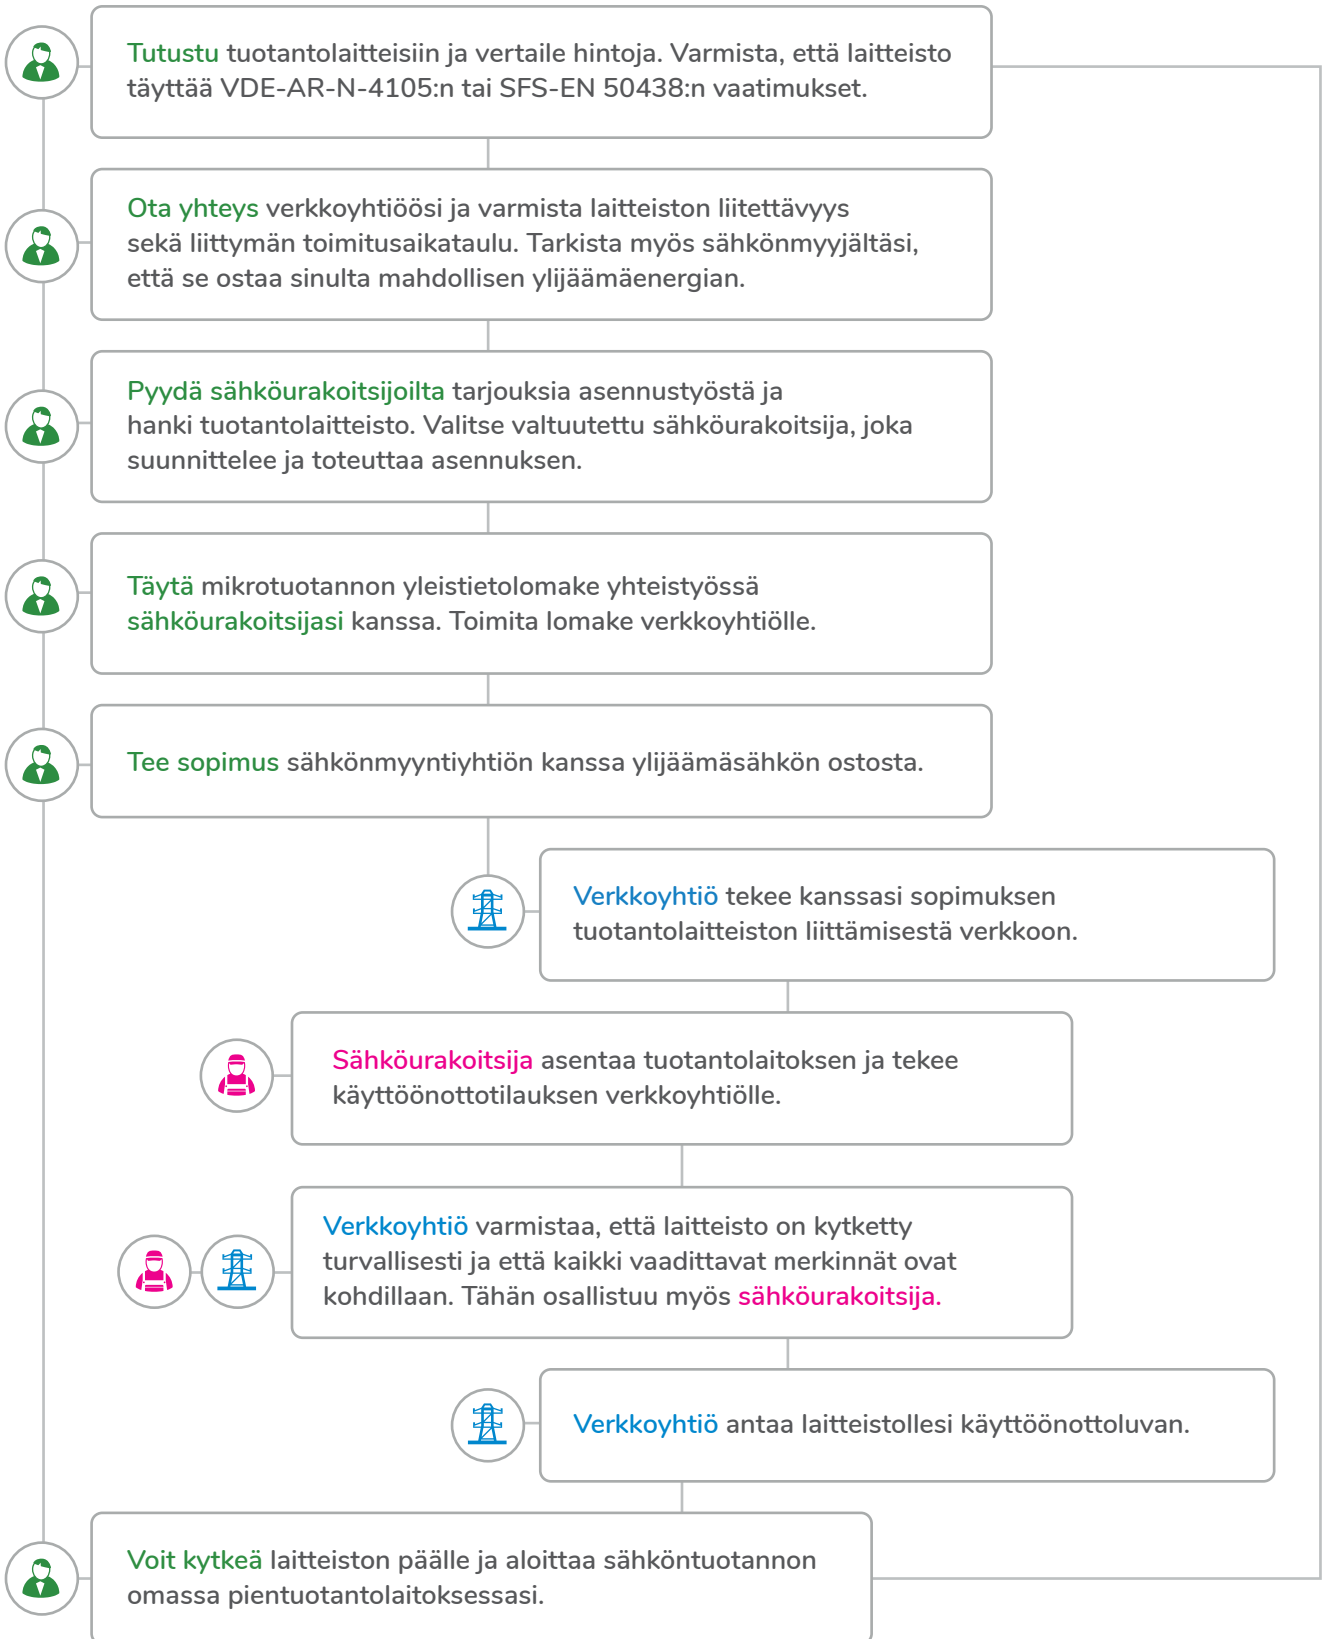 Tutustu tuotantolaitteisiin ja vertaile hintoja. Varmista, että laitteisto
täyttää VDE-AR-N-4105:n tai SFS-EN 50438:n vaatimukset.
Ota yhteys verkkoyhtiöösi ja varmista laitteiston liitettävyys
sekä liittymän toimitusaikataulu. Tarkista myös sähkönmyyjältäsi,
että se ostaa sinulta mahdollisen ylijäämäenergian.
Pyydä sähköurakoitsijoilta tarjouksia asennustyöstä ja
hanki tuotantolaitteisto. Valitse valtuutettu sähköurakoitsija, joka
suunnittelee ja toteuttaa asennuksen.
Täytä mikrotuotannon yleistietolomake yhteistyössä
sähköurakoitsijasi kanssa. Toimita lomake verkkoyhtiölle.
Tee sopimus sähkönmyyntiyhtiön kanssa ylijäämäsähkön ostosta.
Verkkoyhtiö tekee kanssasi sopimuksen
tuotantolaitteiston liittämisestä verkkoon.
Sähköurakoitsija asentaa tuotantolaitoksen ja tekee
käyttöönottotilauksen verkkoyhtiölle.
Verkkoyhtiö varmistaa, että laitteisto on kytketty
turvallisesti ja että kaikki vaadittavat merkinnät ovat
kohdillaan. Tähän osallistuu myös sähköurakoitsija.
Verkkoyhtiö antaa laitteistollesi käyttöönottoluvan.
Voit kytkeä laitteiston päälle ja aloittaa sähköntuotannon
omassa pientuotantolaitoksessasi.